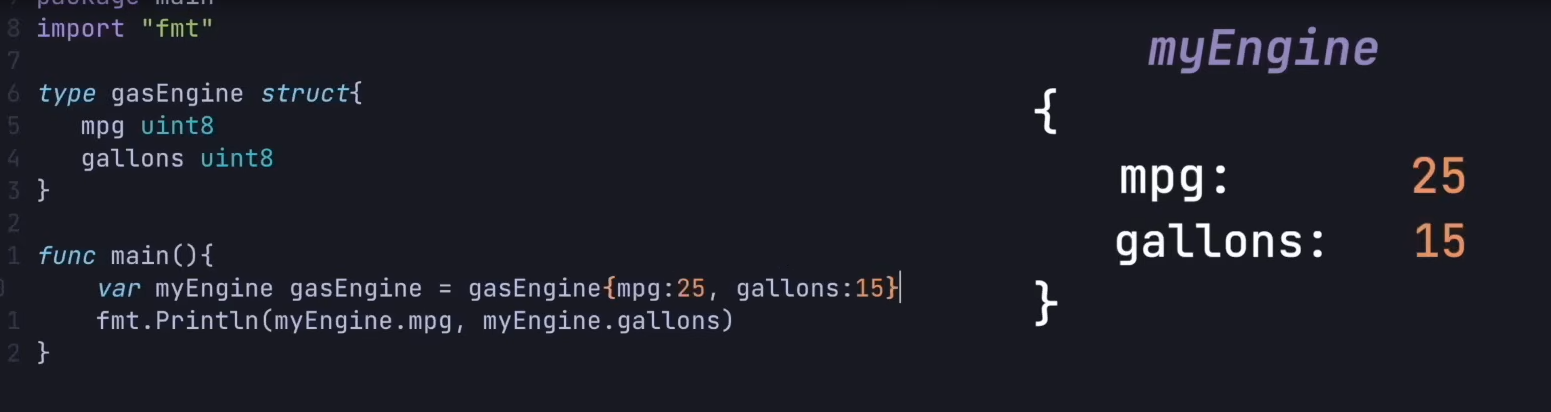 package main
8 import "fmt"
7
6 type gasEngine struct{
5 mpg uint8
4 gallons uint8
3 }
2
1 func main(){
var myEngine gasEngine = gasEngine{mpg:25, gallons:15}
1 fmt.Println(myEngine.mpg, myEngine.gallons)
2 }
myEngine
{
mpg: 25
gallons: 15
}